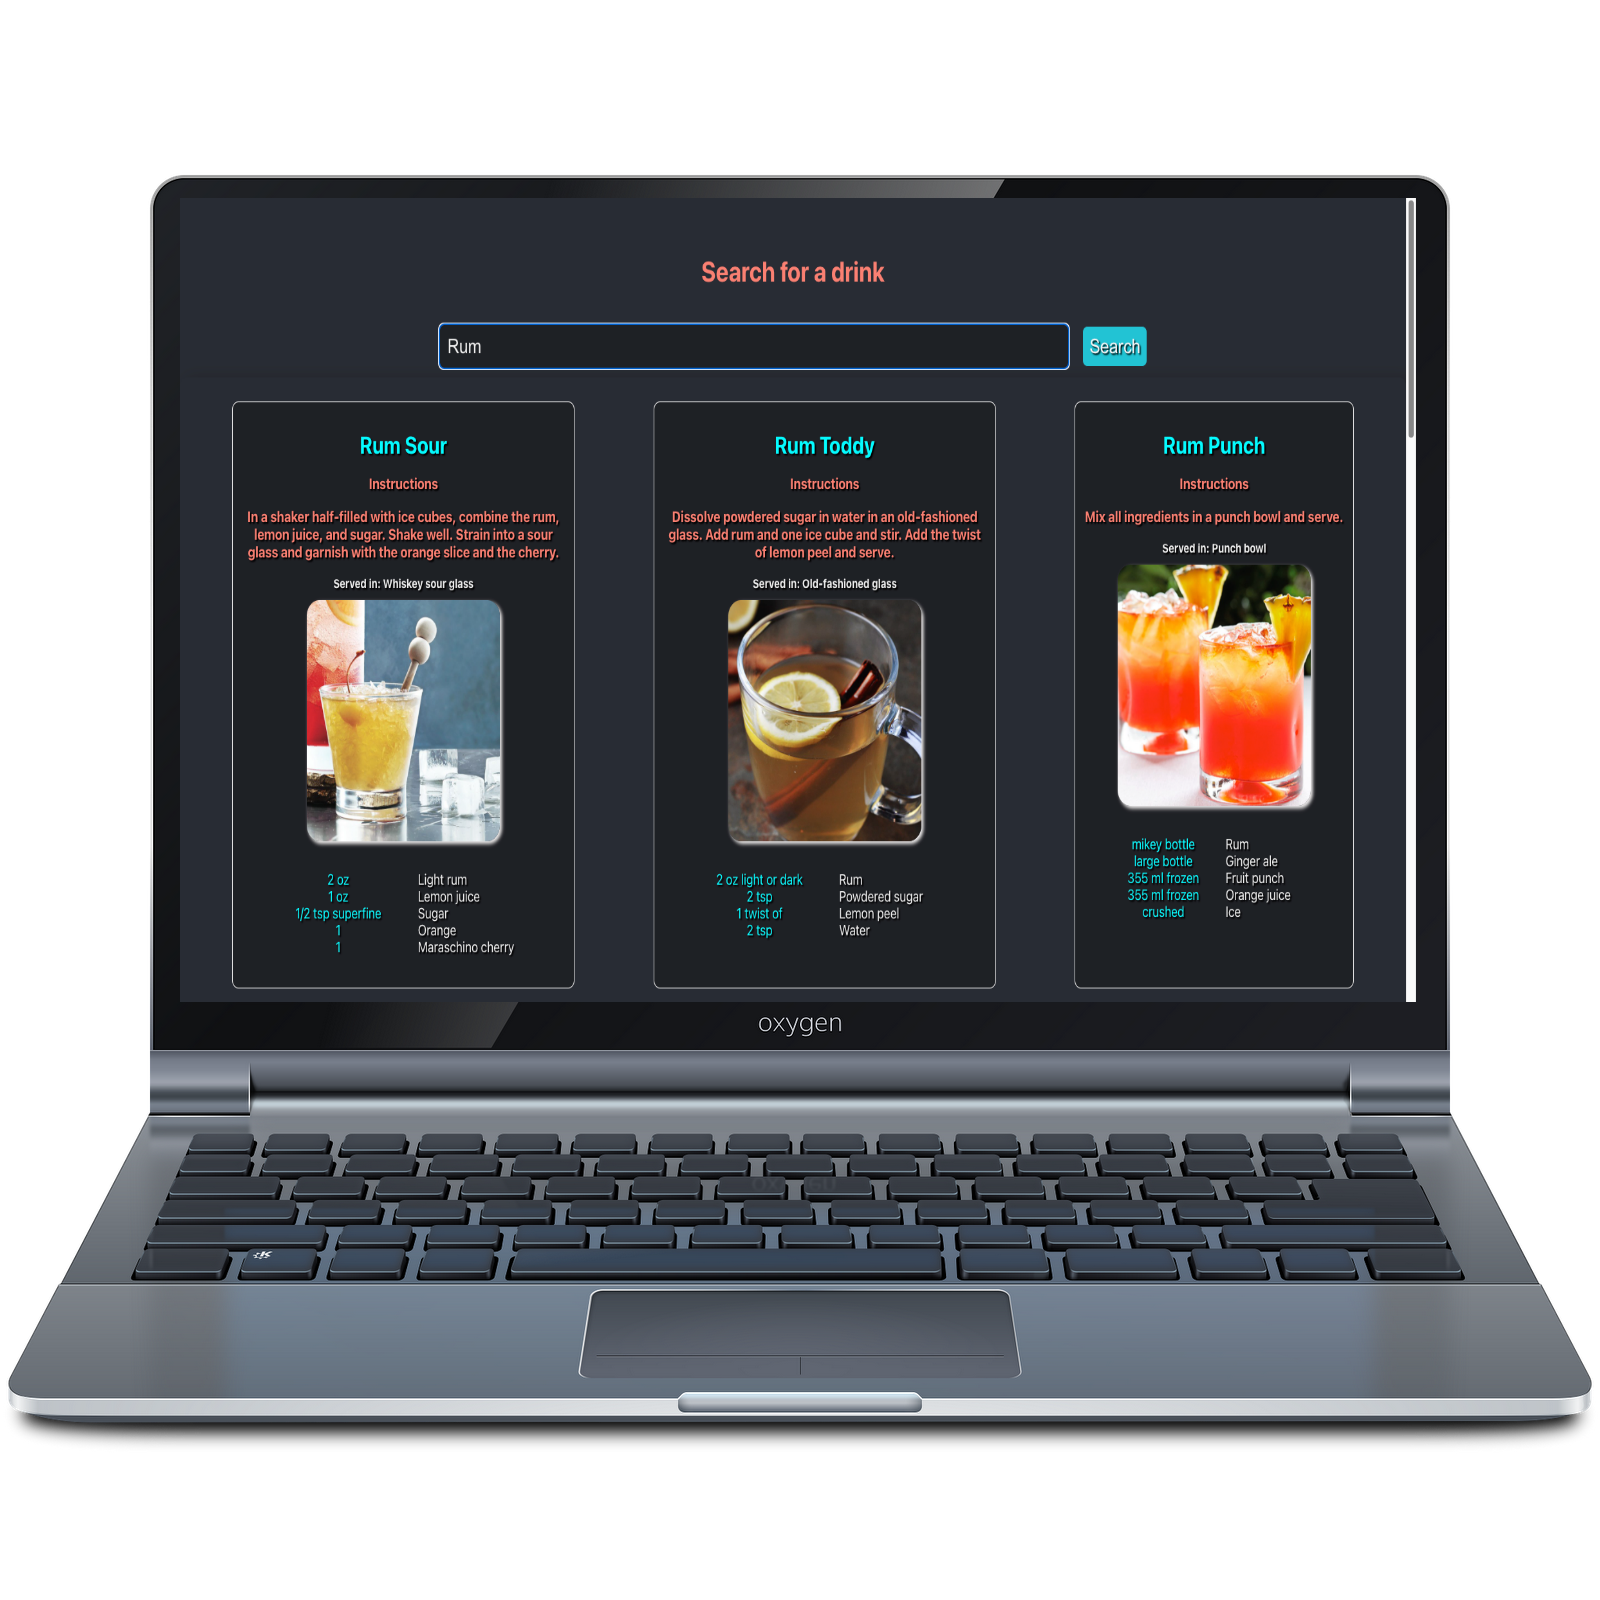 Search for a drink
Rum
Search
Rum Sour
Instructions
In a shaker half-filled with ice cubes, combine the rum,
lemon juice, and sugar. Shake well. Strain into a sour
glass and garnish with the orange slice and the cherry.
Served in: Whiskey sour glass
2 oz Light rum
1 oz Lemon juice
1/2 tsp superfine Sugar
1 Orange
1 Maraschino cherry
Rum Toddy
Instructions
Dissolve powdered sugar in water in an old-fashioned
glass. Add rum and one ice cube and stir. Add the twist
of lemon peel and serve.
Served in: Old-fashioned glass
2 oz light or dark Rum
2 tsp Powdered sugar
1 twist of Lemon peel
2 tsp Water
Rum Punch
Instructions
Mix all ingredients in a punch bowl and serve.
Served in: Punch bowl
mikey bottle Rum
large bottle Ginger ale
355 ml frozen Fruit punch
355 ml frozen Orange juice
crushed Ice
oxygen